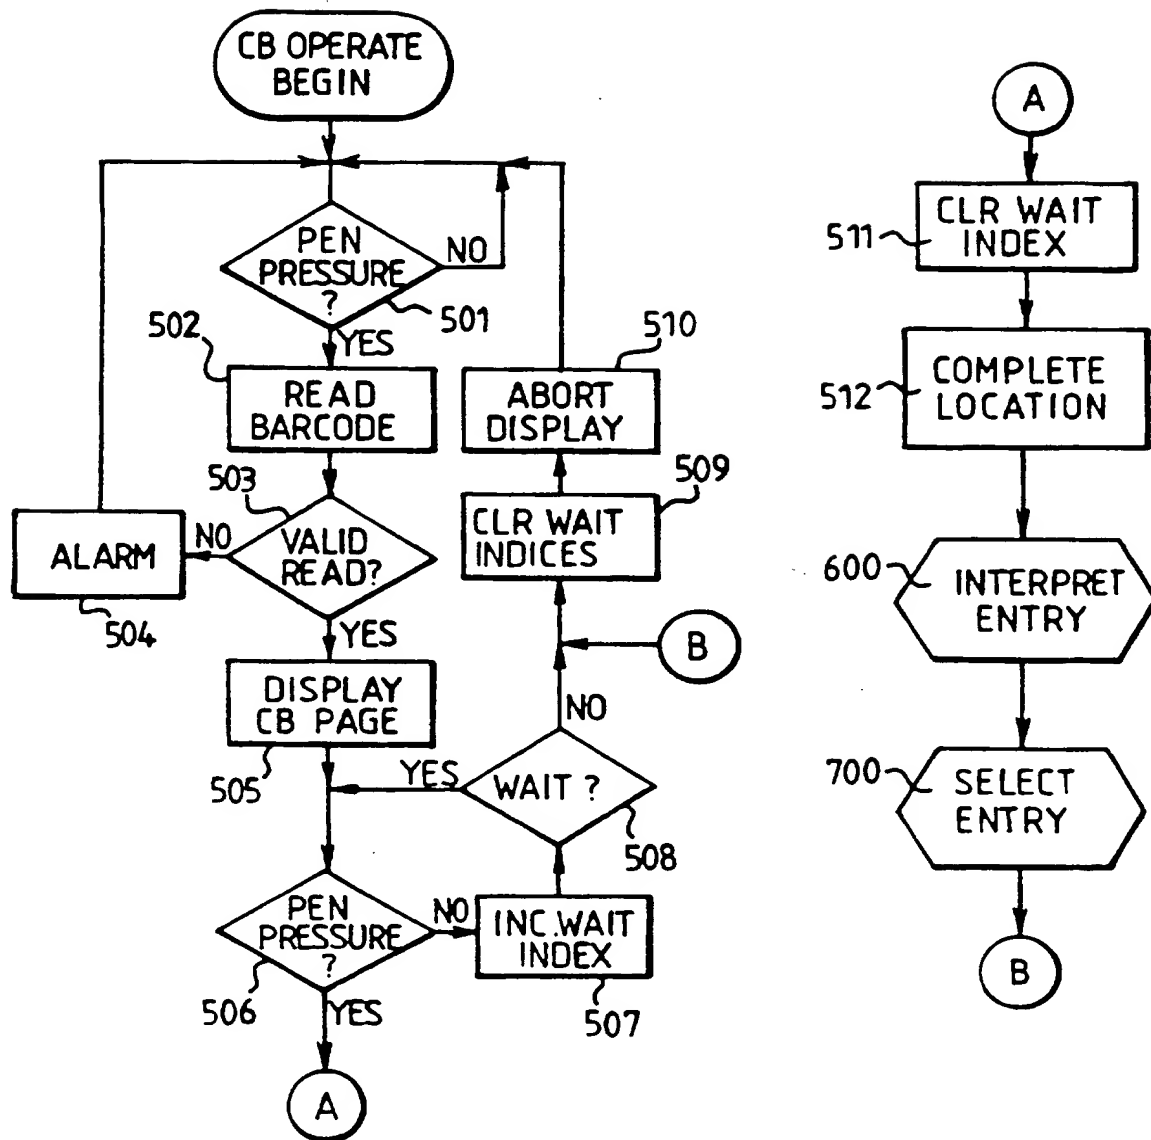 CB OPERATE
BEGIN
PEN
PRESSURE
?
NO
501
YES
502
READ
BARCODE
503
VALID
READ?
NO
ALARM
504
YES
DISPLAY
CB PAGE
505
PEN
PRESSURE
?
506
NO
YES
A
INC.WAIT
INDEX
507
WAIT ?
508
YES
NO
B
CLR WAIT
INDICES
509
ABORT
DISPLAY
510
A
CLR WAIT
INDEX
511
COMPLETE
LOCATION
512
INTERPRET
ENTRY
600
SELECT
ENTRY
700
B